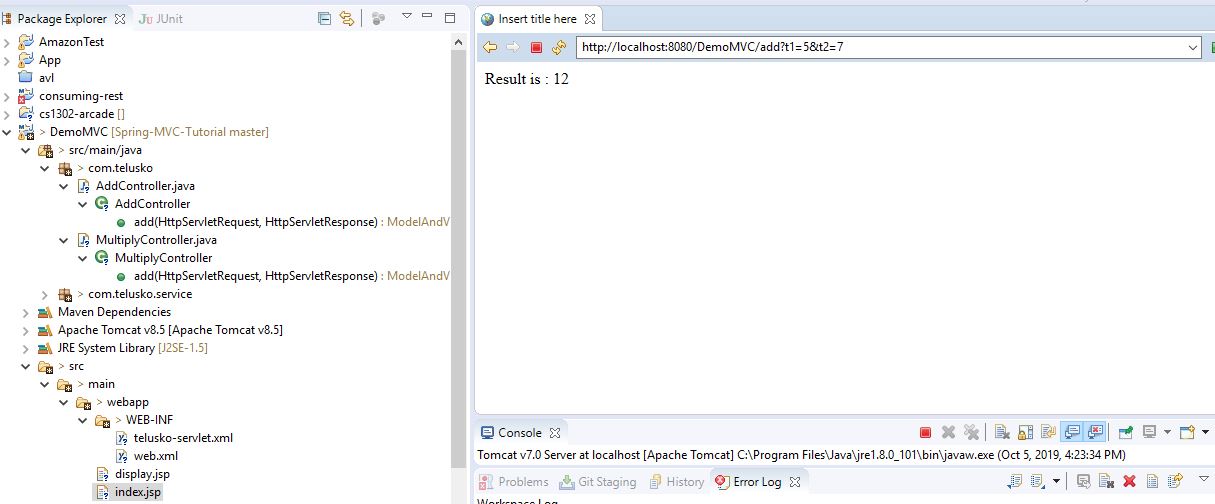 Package Explorer
JUnit
AmazonTest
App
avl
consuming-rest
cs1302-arcade []
> DemoMVC [Spring-MVC-Tutorial master]
> src/main/java
> com.telusko
AddController.java
AddController
add(HttpServletRequest, HttpServletResponse) : ModelAndV
MultiplyController.java
MultiplyController
add(HttpServletRequest, HttpServletResponse) : ModelAndV
> com.telusko.service
Maven Dependencies
Apache Tomcat v8.5 [Apache Tomcat v8.5]
JRE System Library [J2SE-1.5]
> src
> main
> webapp
> WEB-INF
telusko-servlet.xml
web.xml
display.jsp
index.jsp
Insert title here
http://localhost:8080/DemoMVC/add?t1=5&t2=7
Result is : 12
Console
Tomcat v7.0 Server at localhost [Apache Tomcat] C:\Program Files\Java\jre1.8.0_101\bin\javaw.exe (Oct 5, 2019, 4:23:34 PM)
Problems Git Staging History Error Log
Workspace Log